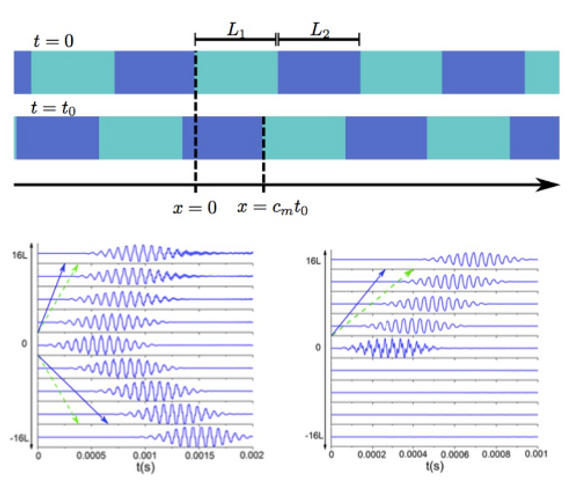 L₁ L₂
t = 0
t = t₀
x = 0 x = cₘt₀
16L 16L
0 0
-16L -16L
0 0.0005 0.001 0.0015 0.002 0 0.0002 0.0004 0.0006 0.0008 0.001
t(s) t(s)